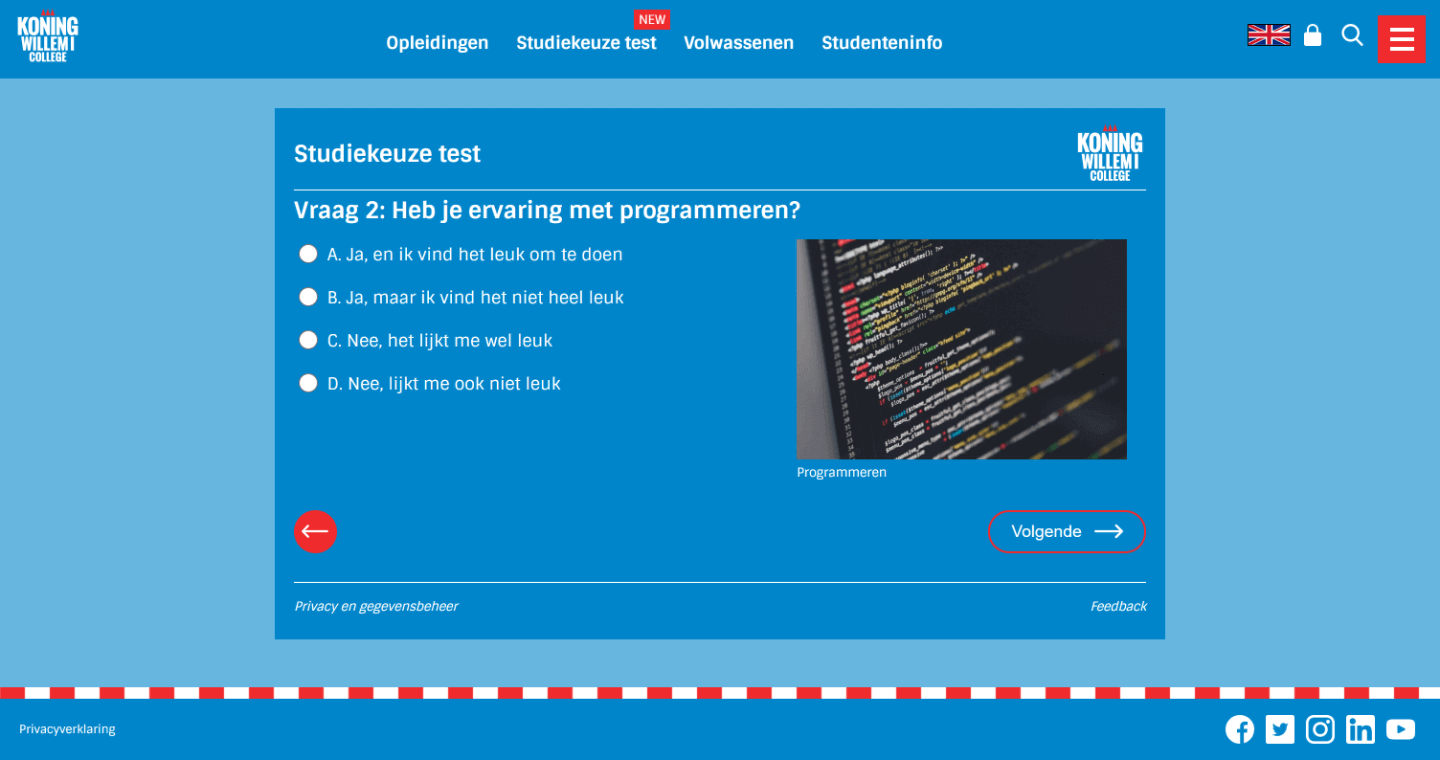 KONING
WILLEM I
COLLEGE
NEW
Opleidingen
Studiekeuze test
Volwassenen
Studenteninfo
Studiekeuze test
KONING
WILLEM I
COLLEGE
Vraag 2: Heb je ervaring met programmeren?
A. Ja, en ik vind het leuk om te doen
B. Ja, maar ik vind het niet heel leuk
C. Nee, het lijkt me wel leuk
D. Nee, lijkt me ook niet leuk
Programmeren
Volgende
Privacy en gegevensbeheer
Feedback
Privacyverklaring